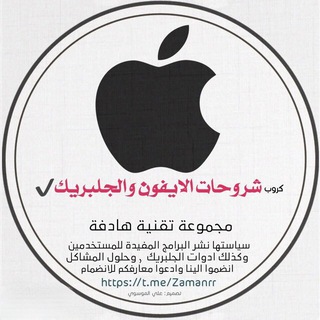 كروب شروحات الايفون والجلبريك ✔
مجموعة تقنية هادفة
سياستها نشر البرامج المفيدة للمستخدمين
وكذلك ادوات الجلبريك , وحلول المشاكل
انضموا الينا وادعوا معارفكم للإنضمام
https://t.me/Zamanrr
تصميم: علي الموسوي